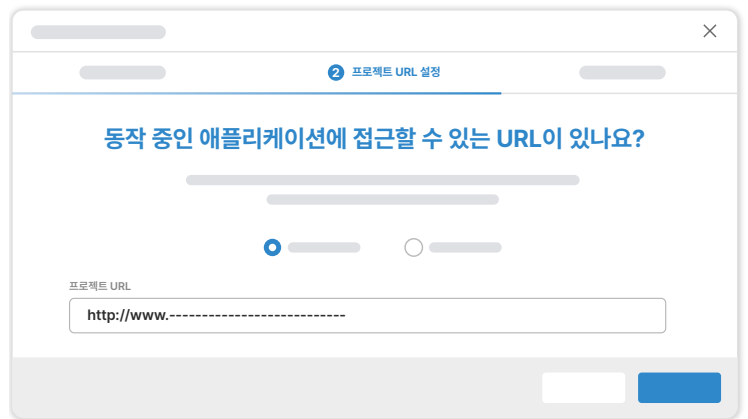 2 프로젝트 URL 설정
동작 중인 애플리케이션에 접근할 수 있는 URL이 있나요?
프로젝트 URL
http://www.---------------------------